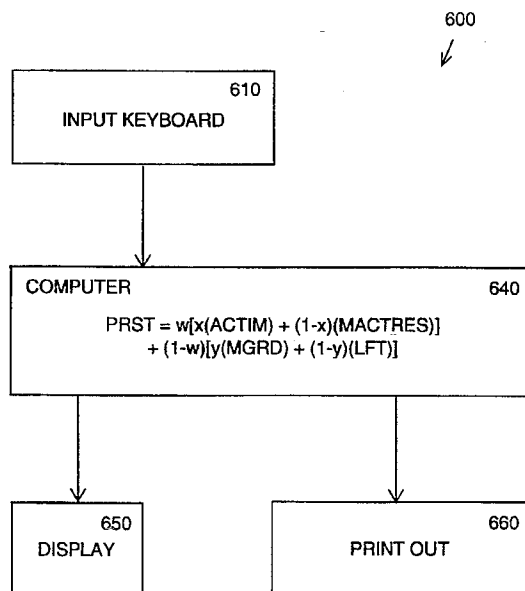 600
610
INPUT KEYBOARD
COMPUTER 640
PRST = w[x(ACTIM) + (1-x)(MACTRES)]
+ (1-w)[y(MGRD) + (1-y)(LFT)]
650
DISPLAY
660
PRINT OUT